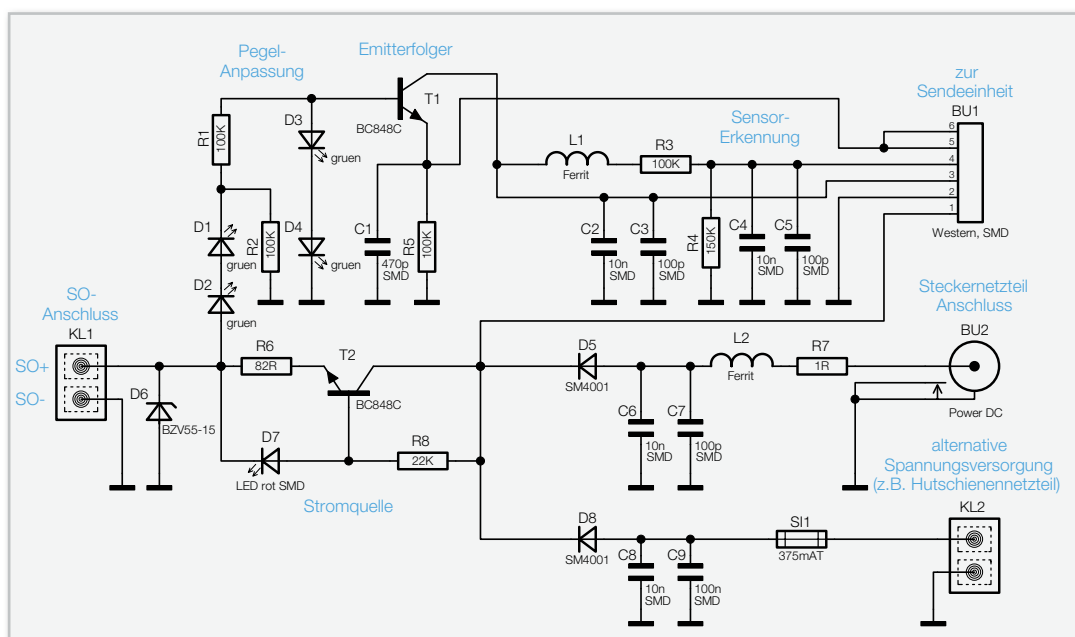 Pegel-
Anpassung
Emitterfolger
zur
Sendeeinheit
BU1
Sensor-
Erkennung
T1
BC848C
R1
100K
D3
gruen
L1
Ferrit
R3
100K
6
5
4
3
2
1
Western, SMD
D1
gruen
R2
100K
D4
gruen
C1
470p
SMD
R5
100K
C2
10n
SMD
C3
100p
SMD
R4
150K
C4
10n
SMD
C5
100p
SMD
D2
gruen
SO-
Anschluss
KL1
SO+
SO-
Steckernetzteil
Anschluss
BU2
R6
82R
T2
BC848C
D5
SM4001
L2
Ferrit
R7
1R
Power DC
D6
BZV55-15
D7
LED rot SMD
R8
22K
C6
10n
SMD
C7
100p
SMD
Stromquelle
alternative
Spannungsversorgung
(z.B. Hutschienennetzteil)
KL2
D8
SM4001
C8
10n
SMD
C9
100n
SMD
SI1
375mAT